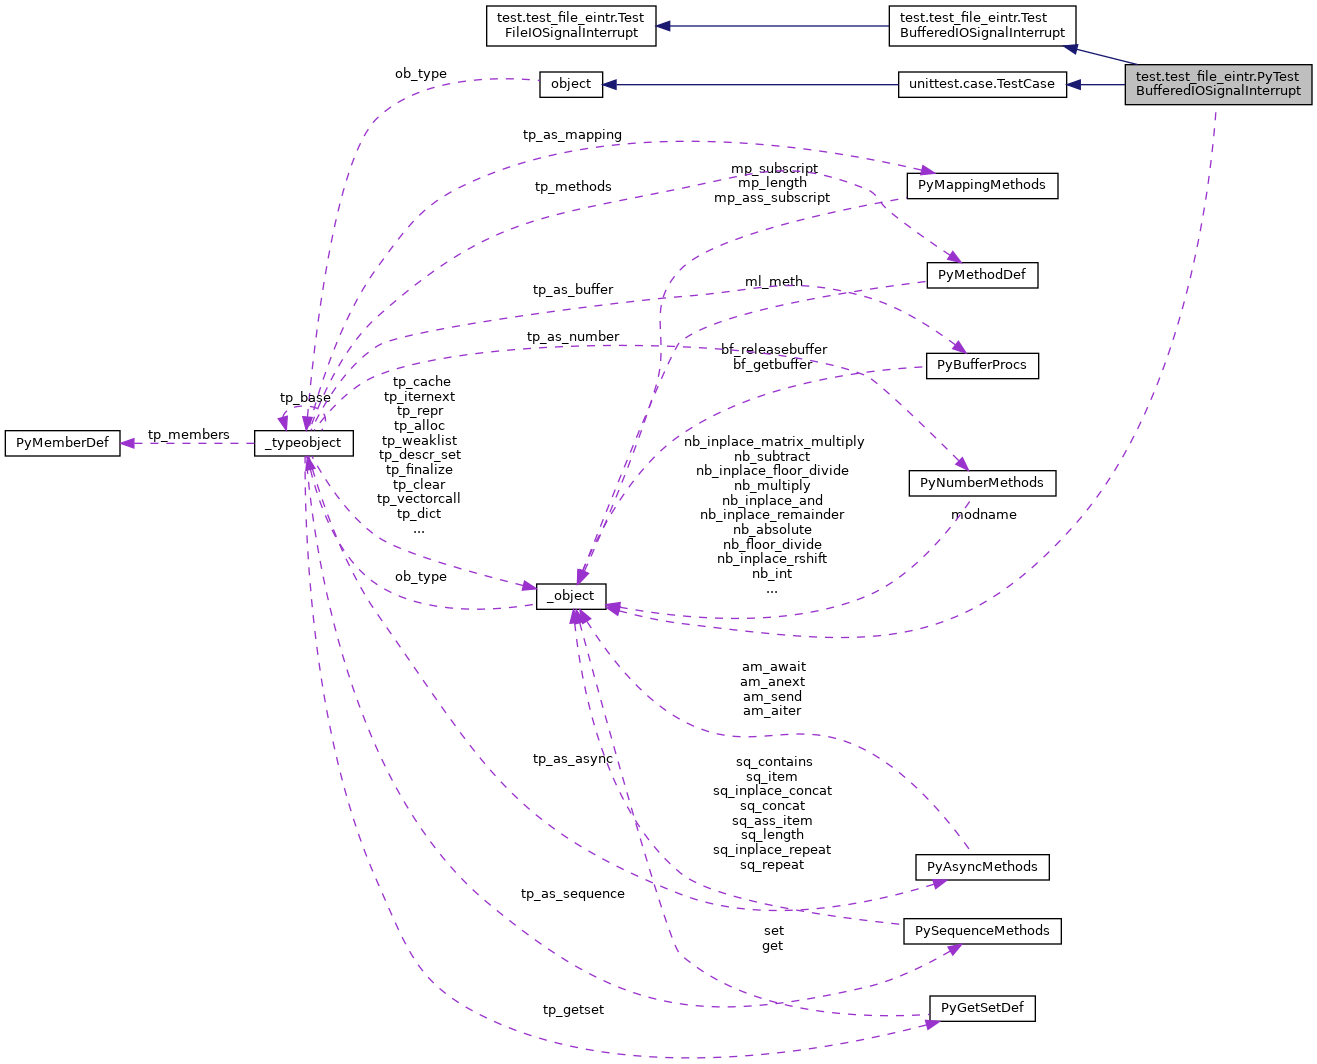 test.test_file_eintr.Test
FileIOSignalInterrupt
test.test_file_eintr.Test
BufferedIOSignalInterrupt
test.test_file_eintr.PyTest
BufferedIOSignalInterrupt
ob_type
object
unittest.case.TestCase
tp_as_mapping
mp_subscript
mp_length
mp_ass_subscript
PyMappingMethods
tp_methods
PyMethodDef
ml_meth
tp_as_buffer
tp_as_number
bf_releasebuffer
bf_getbuffer
PyBufferProcs
tp_base
tp_cache
tp_iternext
tp_repr
tp_alloc
tp_weaklist
tp_descr_set
tp_finalize
tp_clear
tp_vectorcall
tp_dict
...
PyMemberDef
tp_members
_typeobject
nb_inplace_matrix_multiply
nb_subtract
nb_inplace_floor_divide
nb_multiply
nb_inplace_and
nb_inplace_remainder
nb_absolute
nb_floor_divide
nb_inplace_rshift
nb_int
...
PyNumberMethods
modname
ob_type
_object
am_await
am_anext
am_send
am_aiter
tp_as_async
sq_contains
sq_item
sq_inplace_concat
sq_concat
sq_ass_item
sq_length
sq_inplace_repeat
sq_repeat
PyAsyncMethods
tp_as_sequence
PySequenceMethods
set
get
tp_getset
PyGetSetDef